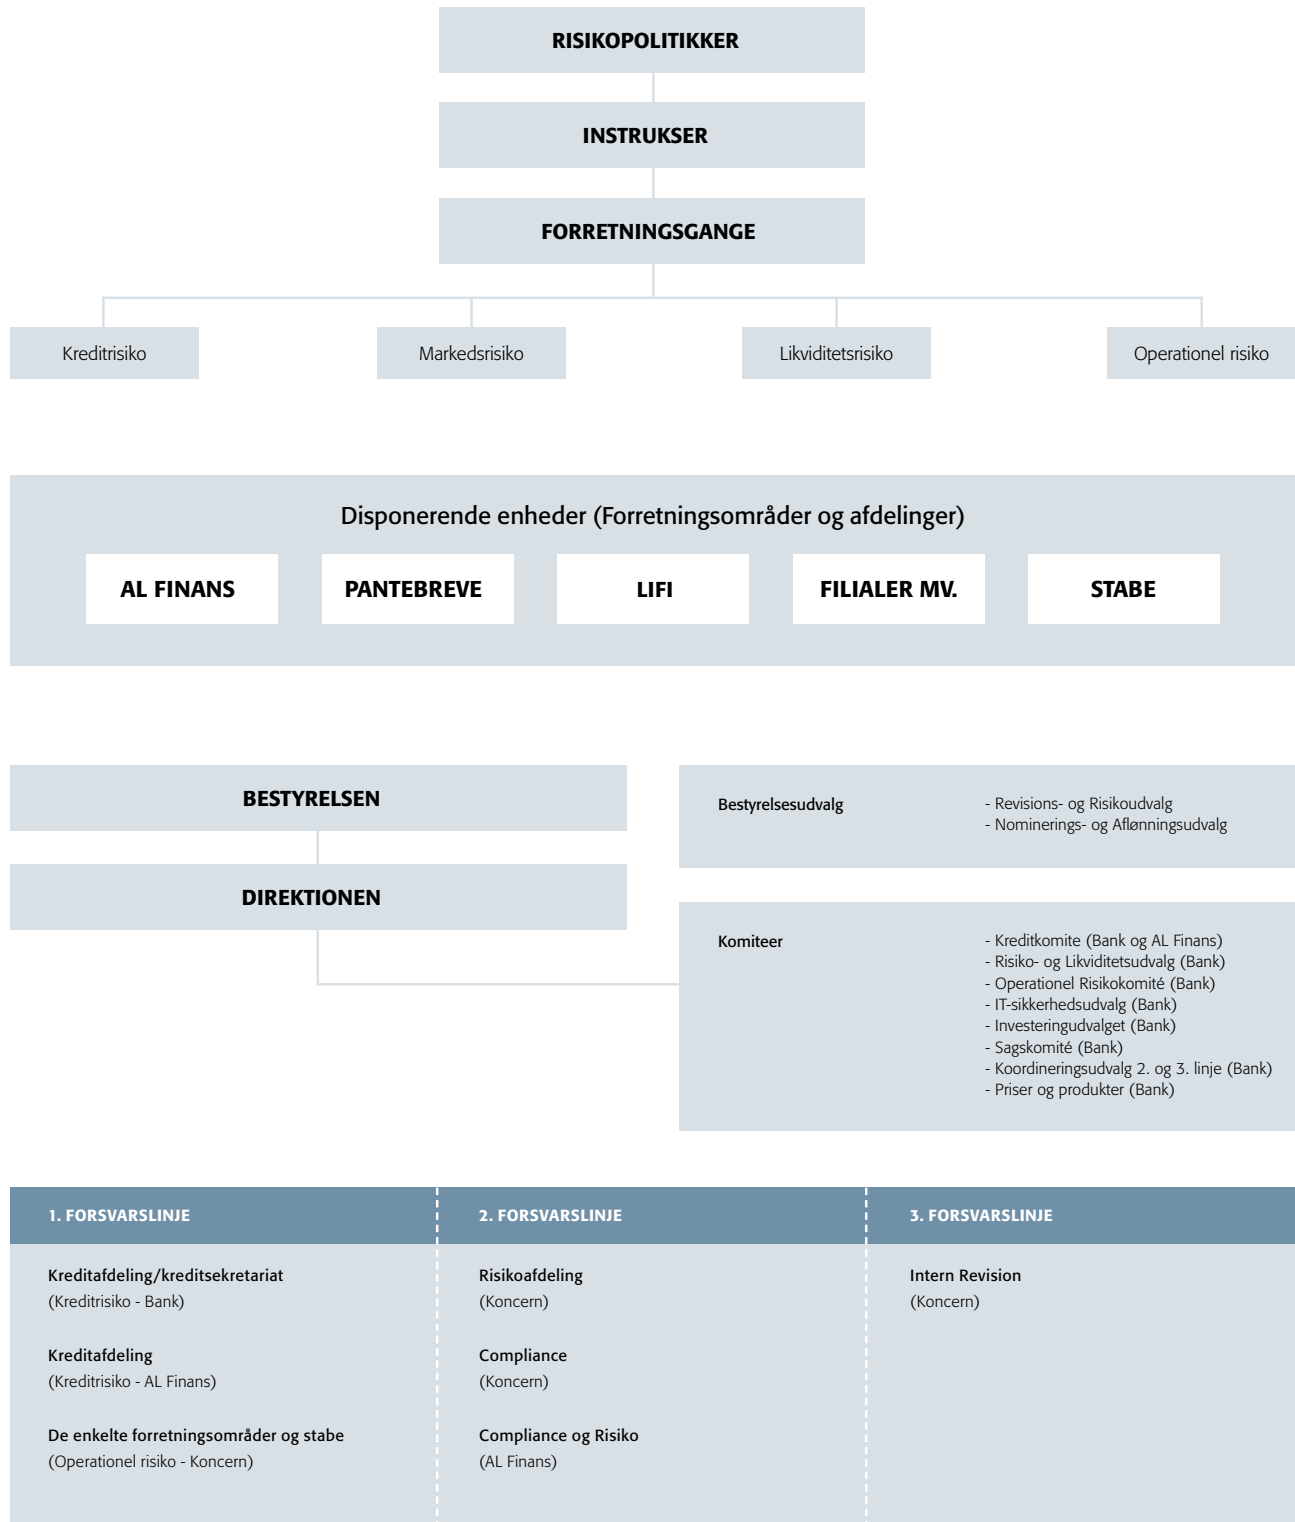 RISIKOPOLITIKKER
INSTRUKSER
FORRETNINGSGANGE
Kreditrisiko
Markedsrisiko
Likviditetsrisiko
Operationel risiko
Disponerende enheder (Forretningsområder og afdelinger)
AL FINANS
PANTEBREVE
LIFI
FILIALER MV.
STABE
BESTYRELSEN
DIREKTIONEN
Bestyrelsesudvalg
- Revisions- og Risikoudvalg
- Nominerings- og Aflønningsudvalg
Komiteer
- Kreditkomite (Bank og AL Finans)
- Risiko- og Likviditetsudvalg (Bank)
- Operationel Risikokomité (Bank)
- IT-sikkerhedsudvalg (Bank)
- Investeringudvalget (Bank)
- Sagskomité (Bank)
- Koordineringsudvalg 2. og 3. linje (Bank)
- Priser og produkter (Bank)
1. FORSVARSLINJE
Kreditafdeling/kreditsekretariat
(Kreditrisiko - Bank)
Kreditafdeling
(Kreditrisiko - AL Finans)
De enkelte forretningsområder og stabe
(Operationel risiko - Koncern)
2. FORSVARSLINJE
Risikoafdeling
(Koncern)
Compliance
(Koncern)
Compliance og Risiko
(AL Finans)
3. FORSVARSLINJE
Intern Revision
(Koncern)